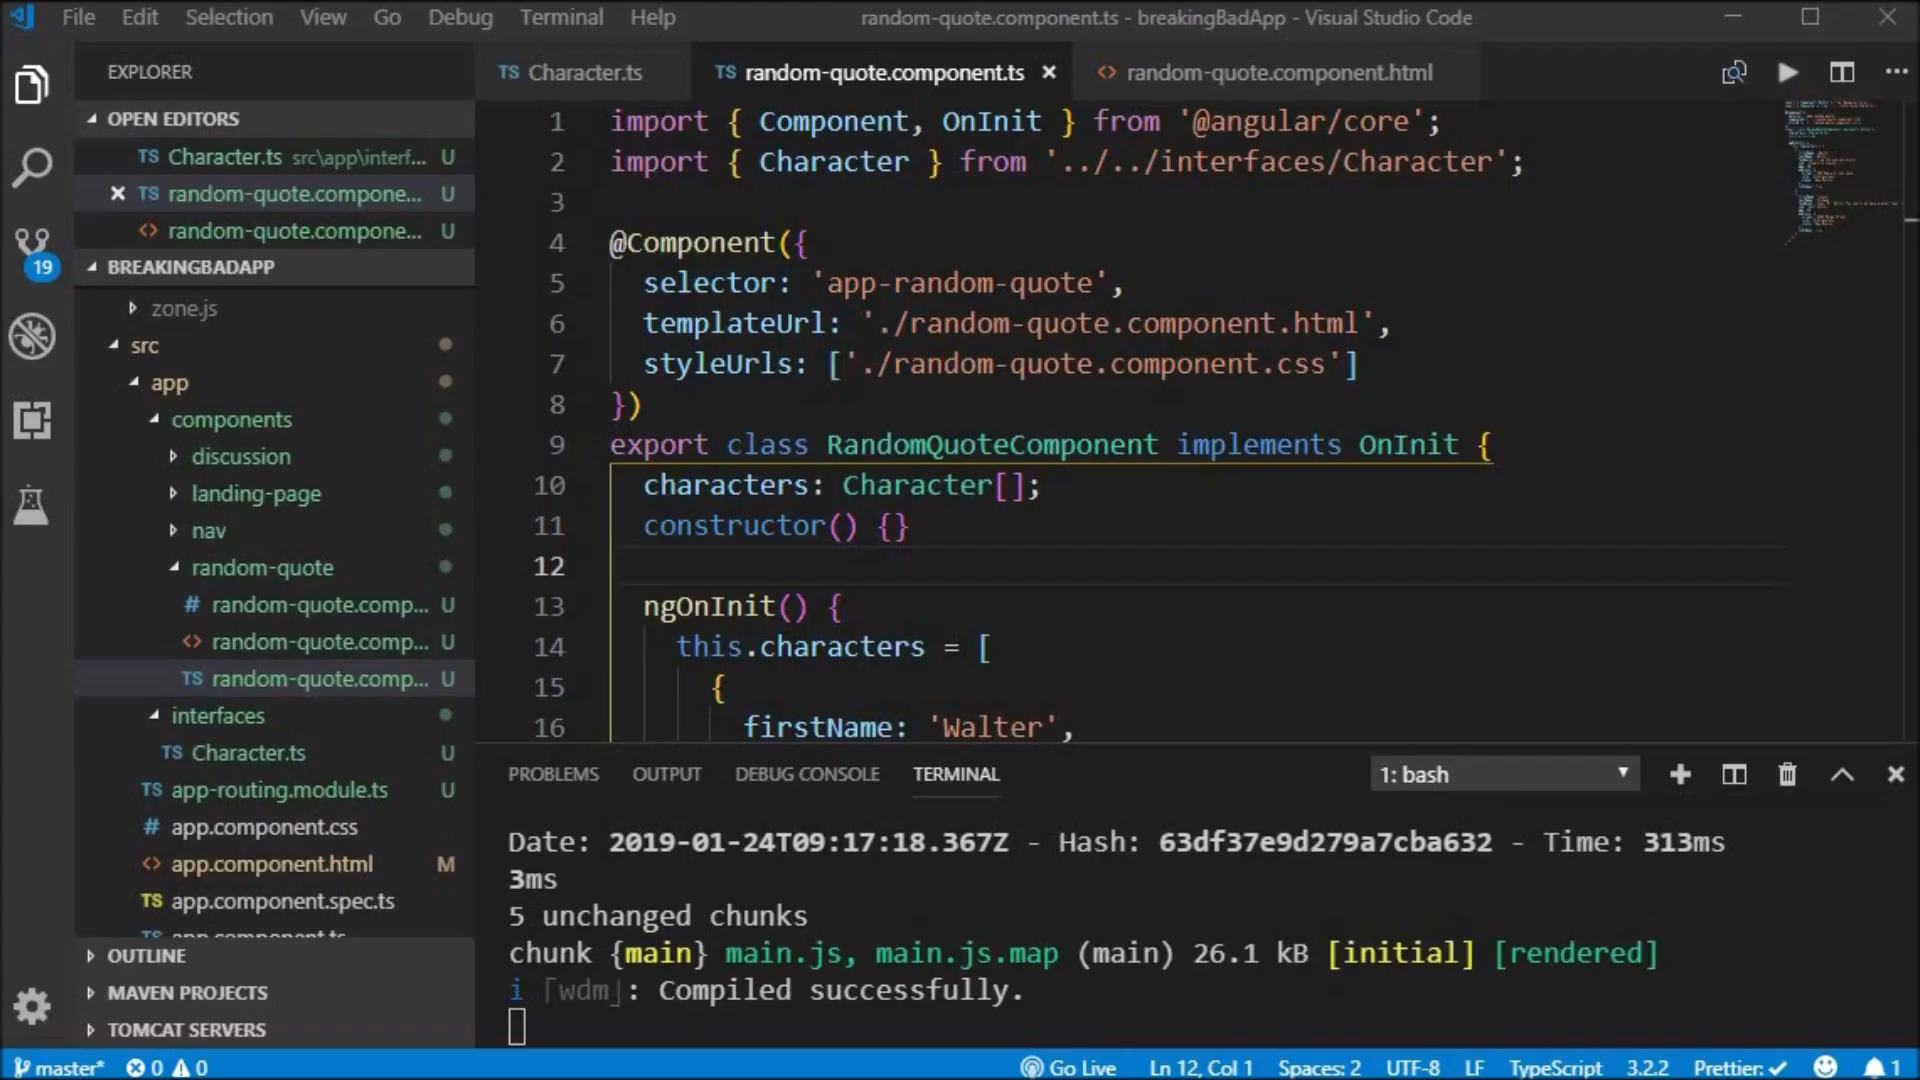 File Edit Selection View Go Debug Terminal Help random-quote.component.ts - breakingBadApp - Visual Studio Code
EXPLORER
OPEN EDITORS
TS Character.ts src\app\interf... U
TS random-quote.compone... U
<> random-quote.compone... U
19
BREAKINGBADAPP
zone.js
src
app
components
discussion
landing-page
nav
random-quote
# random-quote.comp... U
<> random-quote.comp... U
TS random-quote.comp... U
interfaces
TS Character.ts U
TS app-routing.module.ts U
# app.component.css
<> app.component.html M
TS app.component.spec.ts
TS app.component.ts
OUTLINE
MAVEN PROJECTS
TOMCAT SERVERS
TS Character.ts TS random-quote.component.ts <> random-quote.component.html
1 import { Component, OnInit } from '@angular/core';
2 import { Character } from '../../interfaces/Character';
3
4 @Component({
5 selector: 'app-random-quote',
6 templateUrl: './random-quote.component.html',
7 styleUrls: ['./random-quote.component.css']
8 })
9 export class RandomQuoteComponent implements OnInit {
10 characters: Character[];
11 constructor() {}
12
13 ngOnInit() {
14 this.characters = [
15 {
16 firstName: 'Walter',
PROBLEMS OUTPUT DEBUG CONSOLE TERMINAL 1: bash
Date: 2019-01-24T09:17:18.367Z - Hash: 63df37e9d279a7cba632 - Time: 313ms
3ms
5 unchanged chunks
chunk {main} main.js, main.js.map (main) 26.1 kB [initial] [rendered]
i ｢wdm｣: Compiled successfully.
master* 0 0 Go Live Ln 12, Col 1 Spaces: 2 UTF-8 LF TypeScript 3.2.2 Prettier: ✓ 1